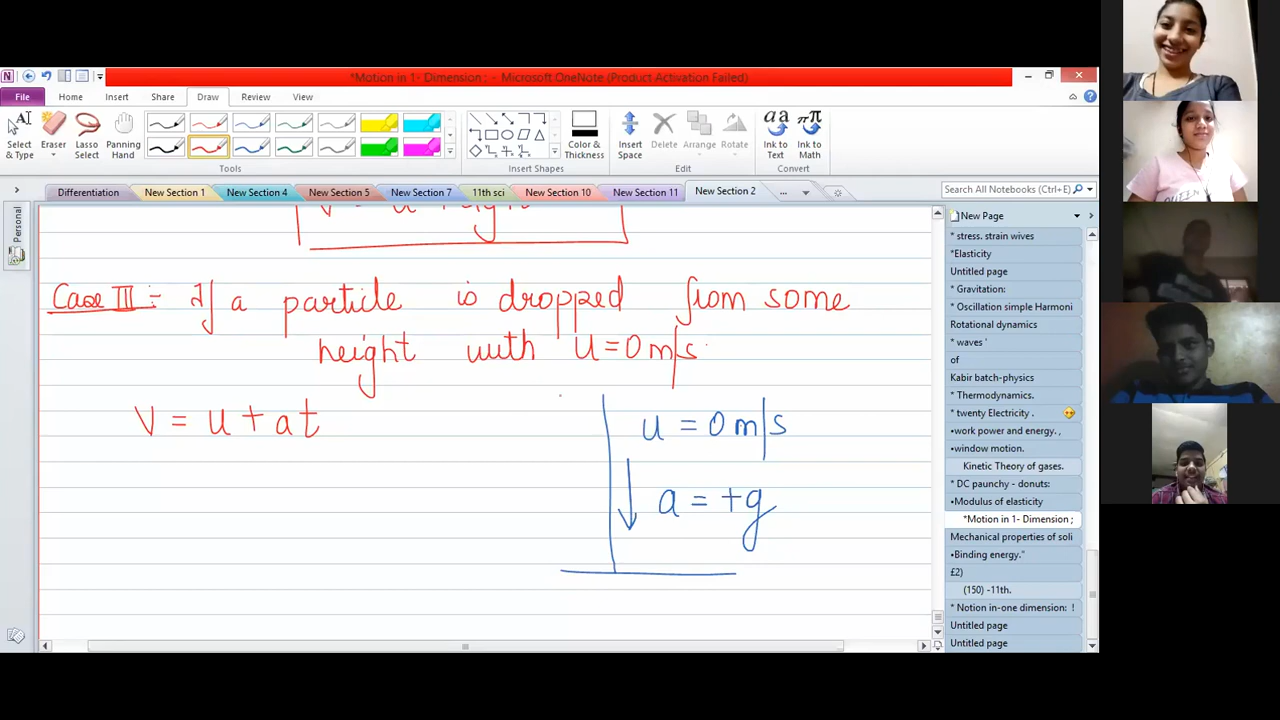 *Motion in 1- Dimension ; - Microsoft OneNote (Product Activation Failed)
File Home Insert Share Draw Review View
Select & Type Eraser Lasso Select Panning Hand Color & Thickness Insert Space Delete Arrange Rotate Ink to Text Ink to Math
Tools Insert Shapes Edit Convert
Differentiation New Section 1 New Section 4 New Section 5 New Section 7 11th sci New Section 10 New Section 11 New Section 2 ... Search All Notebooks (Ctrl+E)
Personal
Case III :- If a partile is dropped from some
height with u=0m/s
V = u + at
u = 0m/s
a = +g
New Page
* stress. strain wives
*Elasticity
Untitled page
* Gravitation:
* Oscillation simple Harmoni
Rotational dynamics
* waves '
of
Kabir batch-physics
* Thermodynamics.
* twenty Electricity .
•work power and energy. ,
•window motion.
Kinetic Theory of gases.
* DC paunchy - donuts:
•Modulus of elasticity
*Motion in 1- Dimension ;
Mechanical properties of soli
•Binding energy."
£2)
(150) -11th.
* Notion in-one dimension: !
Untitled page
Untitled page